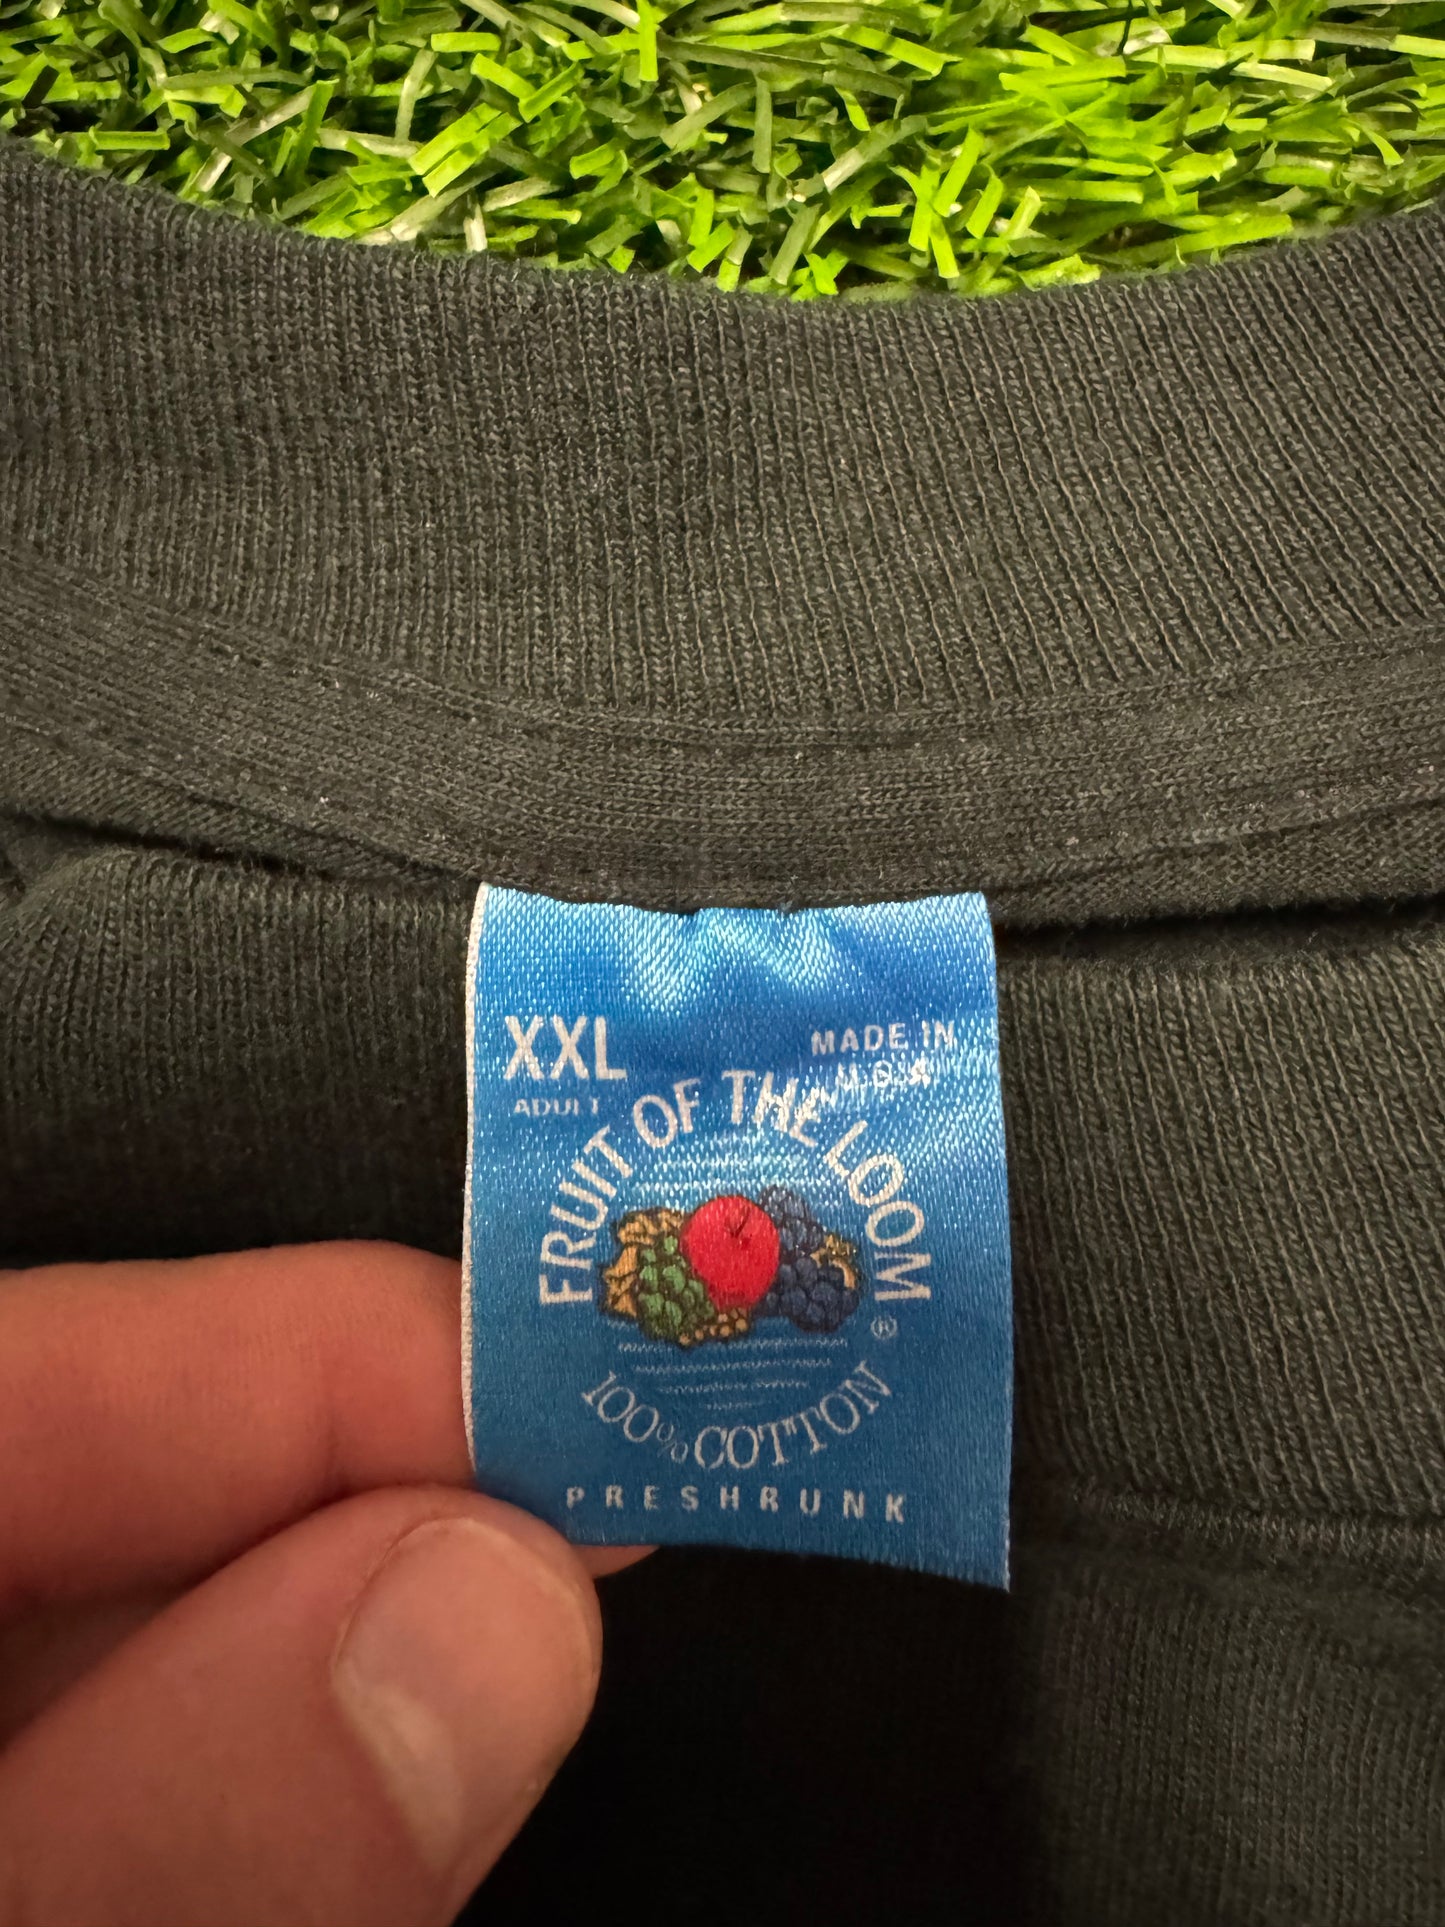 XXL
ADULT
MADE IN
U.S.A
FRUIT OF THE LOOM
®
100% COTTON
PRESHRUNK